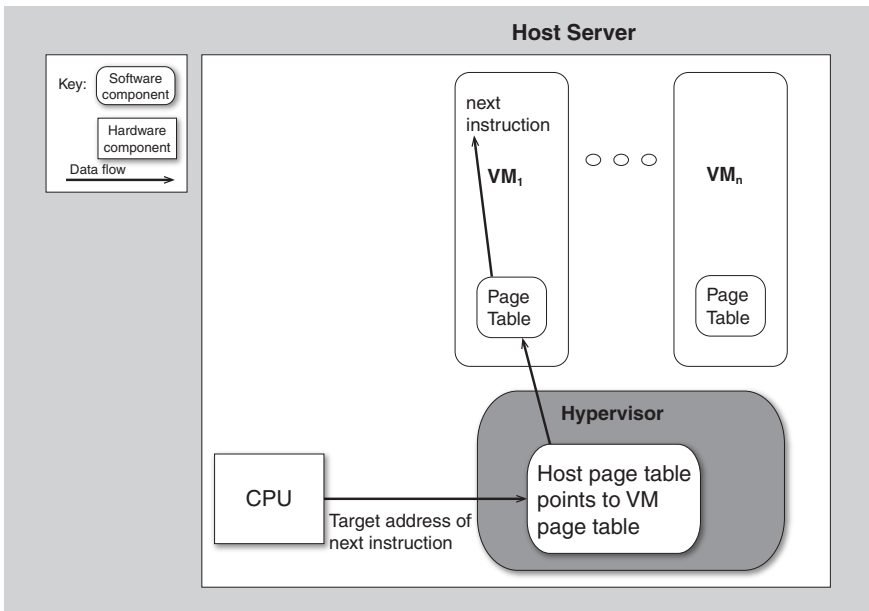 Host Server
Key:
Software
component
Hardware
component
Data flow
next
instruction
VM₁
VMₙ
Page
Table
Page
Table
Hypervisor
Host page table
points to VM
page table
CPU
Target address of
next instruction